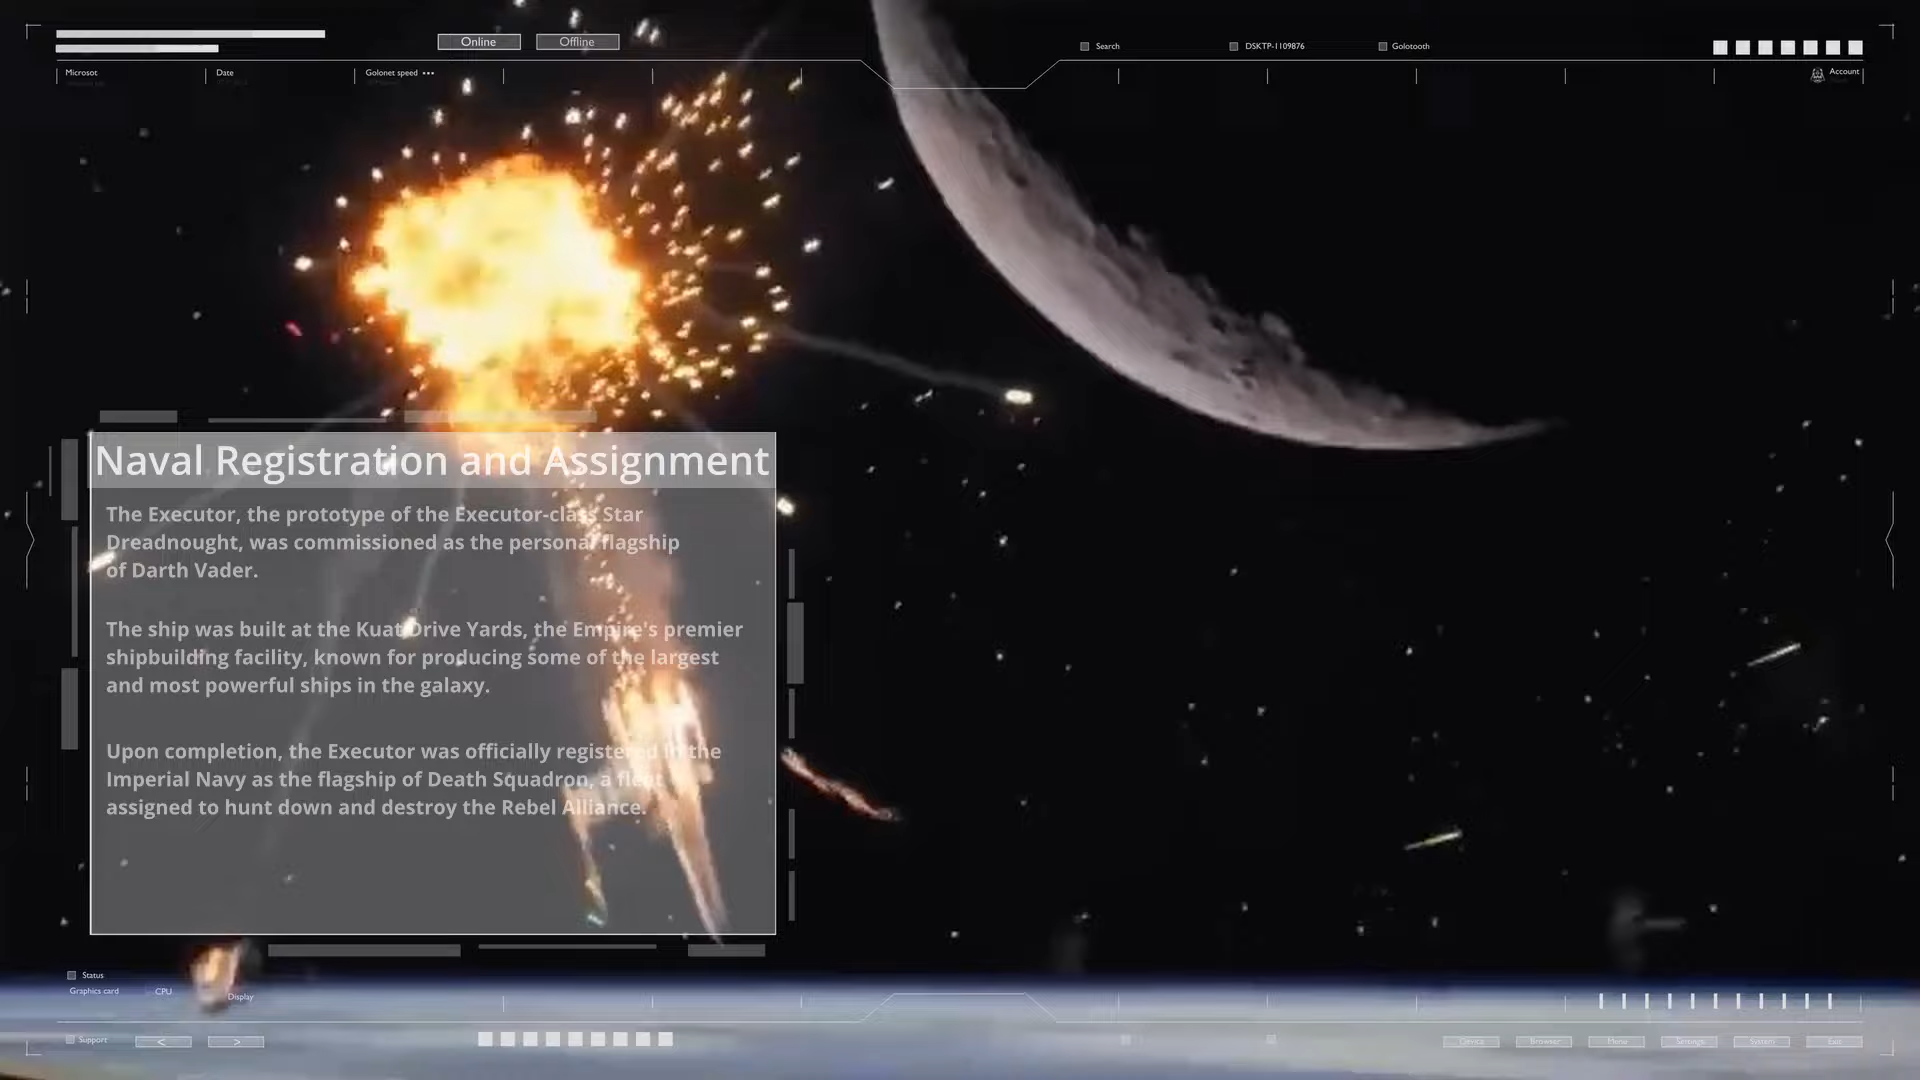 Online
Offline
Search
DSKTP-1109876
Golotooth
Microsot
Date
Golonet speed •••
Account
Naval Registration and Assignment
The Executor, the prototype of the Executor-class Star
Dreadnought, was commissioned as the personal flagship
of Darth Vader.
The ship was built at the Kuat Drive Yards, the Empire's premier
shipbuilding facility, known for producing some of the largest
and most powerful ships in the galaxy.
Upon completion, the Executor was officially registered in the
Imperial Navy as the flagship of Death Squadron, a fleet
assigned to hunt down and destroy the Rebel Alliance.
Status
Graphics card
CPU
Display
Support
<
>
Browser
Settings
System
Exit